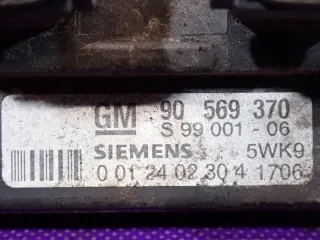 GM 90 569 370
S 99 001 - 06
SIEMENS 5WK9
0 01 24 02 30 4 1706